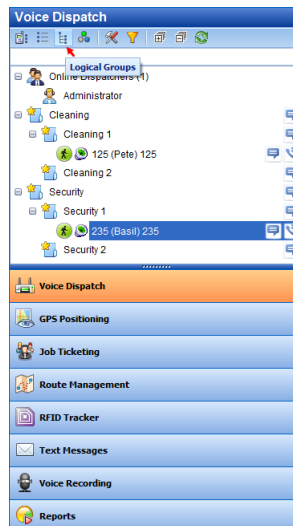 Voice Dispatch
Logical Groups
Online Dispatchers (1)
Administrator
Cleaning
Cleaning 1
125 (Pete) 125
Cleaning 2
Security
Security 1
235 (Basil) 235
Security 2
Voice Dispatch
GPS Positioning
Job Ticketing
Route Management
RFID Tracker
Text Messages
Voice Recording
Reports